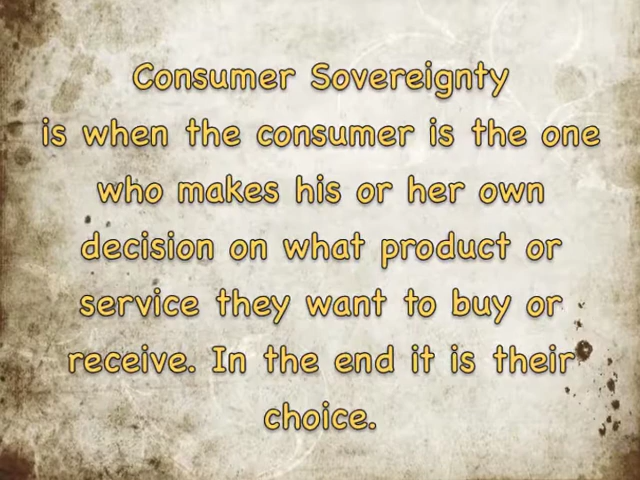 Consumer Sovereignty
is when the consumer is the one
who makes his or her own
decision on what product or
service they want to buy or
receive. In the end it is their
choice.